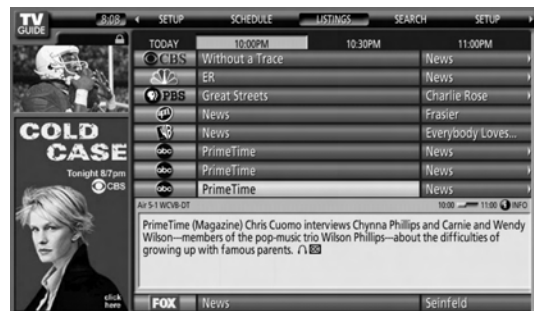 TV
GUIDE
8:08
SETUP SCHEDULE LISTINGS SEARCH SETUP
TODAY 10:00PM 10:30PM 11:00PM
CBS Without a Trace News
ER News
PBS Great Streets Charlie Rose
News Frasier
WB News Everybody Loves...
abc PrimeTime News
abc PrimeTime News
abc PrimeTime News
Air 5-1 WCVB-DT 10:00 11:00 INFO
PrimeTime (Magazine) Chris Cuomo interviews Chynna Phillips and Carnie and Wendy
Wilson—members of the pop-music trio Wilson Phillips—about the difficulties of
growing up with famous parents.
FOX News Seinfeld
COLD
CASE
Tonight 8/7pm
CBS
click
here